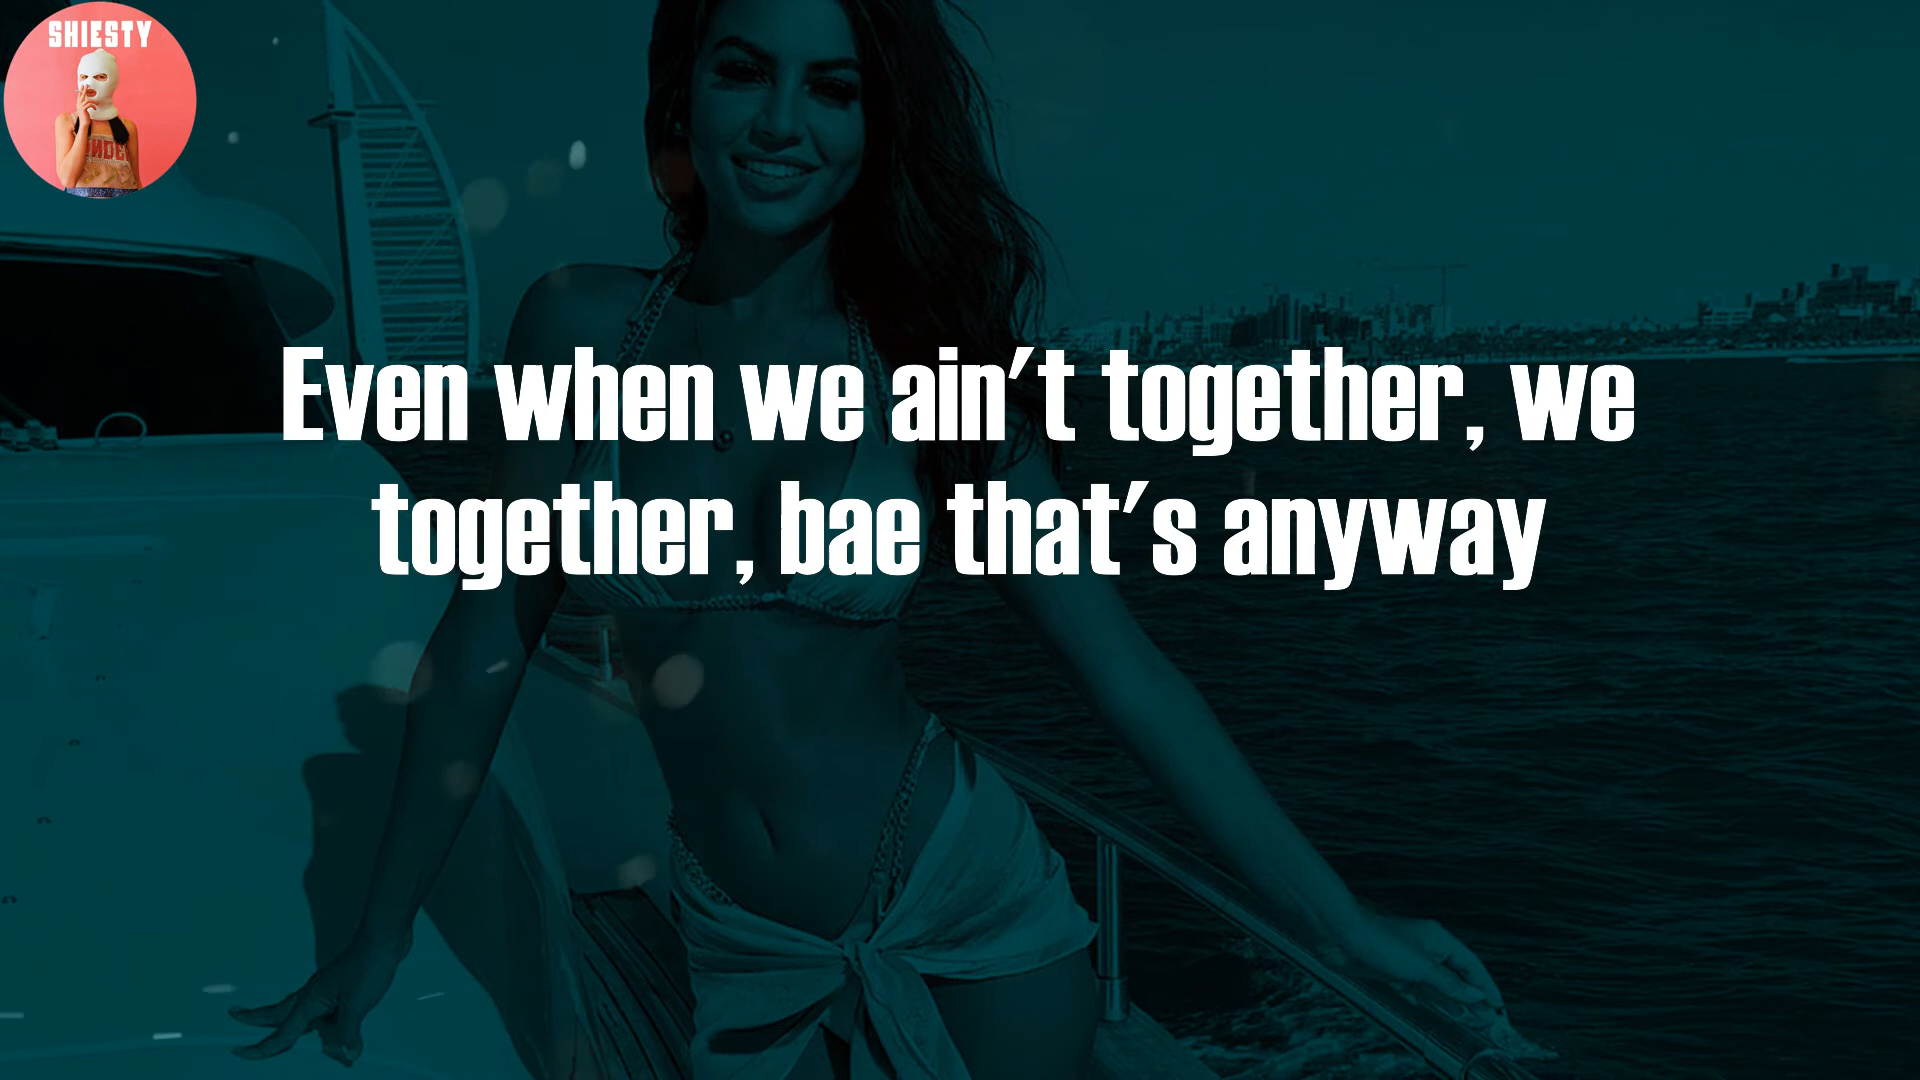 SHIESTY
Even when we ain't together, we
together, bae that's anyway